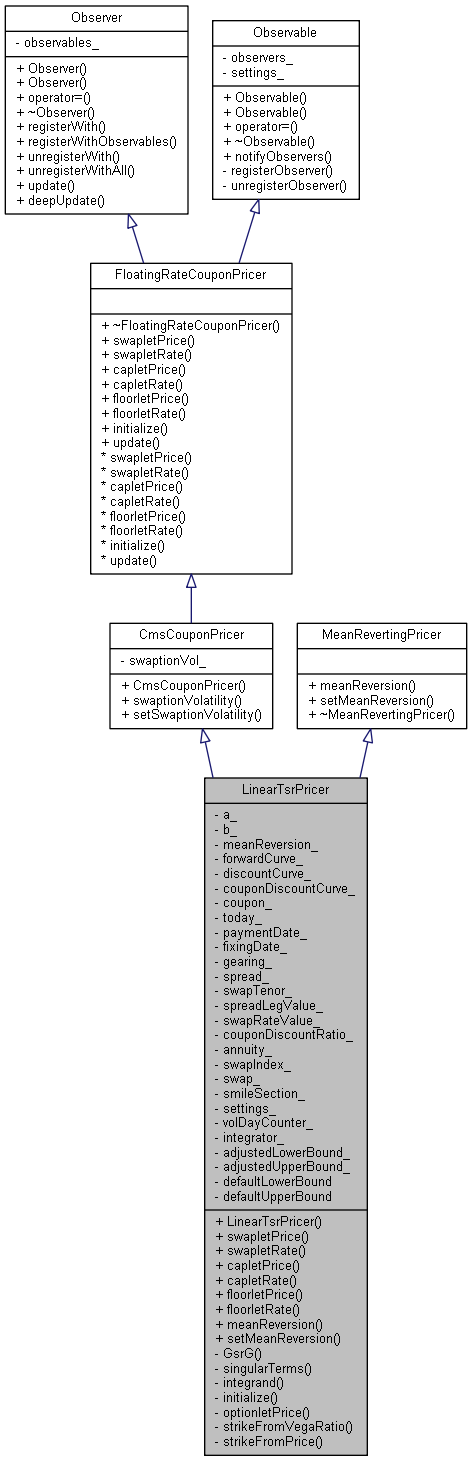 Observer
- observables_
+ Observer()
+ Observer()
+ operator=()
+ ~Observer()
+ registerWith()
+ registerWithObservables()
+ unregisterWith()
+ unregisterWithAll()
+ update()
+ deepUpdate()
Observable
- observers_
- settings_
+ Observable()
+ Observable()
+ operator=()
+ ~Observable()
+ notifyObservers()
- registerObserver()
- unregisterObserver()
FloatingRateCouponPricer
+ ~FloatingRateCouponPricer()
+ swapletPrice()
+ swapletRate()
+ capletPrice()
+ capletRate()
+ floorletPrice()
+ floorletRate()
+ initialize()
+ update()
* swapletPrice()
* swapletRate()
* capletPrice()
* capletRate()
* floorletPrice()
* floorletRate()
* initialize()
* update()
CmsCouponPricer
- swaptionVol_
+ CmsCouponPricer()
+ swaptionVolatility()
+ setSwaptionVolatility()
MeanRevertingPricer
+ meanReversion()
+ setMeanReversion()
+ ~MeanRevertingPricer()
LinearTsrPricer
- a_
- b_
- meanReversion_
- forwardCurve_
- discountCurve_
- couponDiscountCurve_
- coupon_
- today_
- paymentDate_
- fixingDate_
- gearing_
- spread_
- swapTenor_
- spreadLegValue_
- swapRateValue_
- couponDiscountRatio_
- annuity_
- swapIndex_
- swap_
- smileSection_
- settings_
- volDayCounter_
- integrator_
- adjustedLowerBound_
- adjustedUpperBound_
- defaultLowerBound
- defaultUpperBound
+ LinearTsrPricer()
+ swapletPrice()
+ swapletRate()
+ capletPrice()
+ capletRate()
+ floorletPrice()
+ floorletRate()
+ meanReversion()
+ setMeanReversion()
- GsrG()
- singularTerms()
- integrand()
- initialize()
- optionletPrice()
- strikeFromVegaRatio()
- strikeFromPrice()